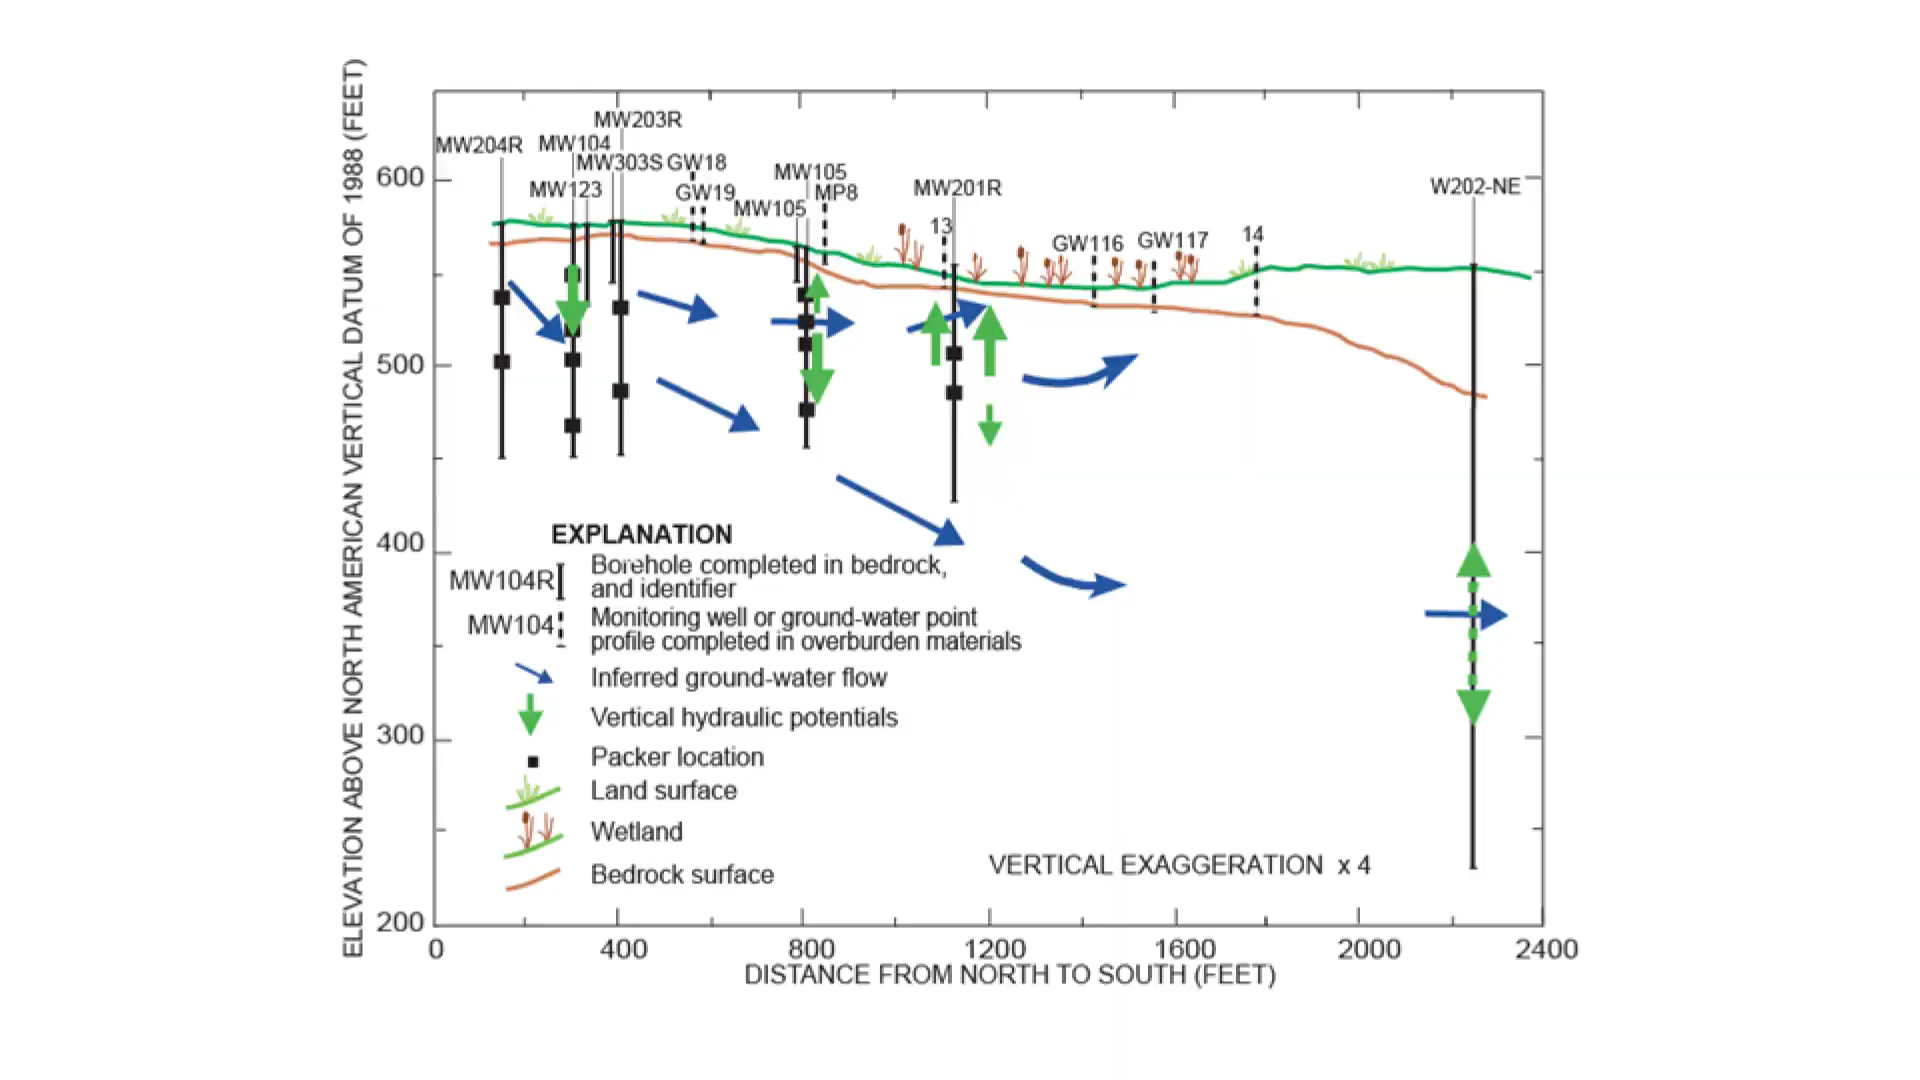 ELEVATION ABOVE NORTH AMERICAN VERTICAL DATUM OF 1988 (FEET)
MW203R
MW204R
MW104
MW303S
GW18
MW105
600
MW123
GW19
MP8
MW201R
W202-NE
MW105
13
GW116
GW117
14
500
400
EXPLANATION
MW104R
Borehole completed in bedrock,
and identifier
MW104
Monitoring well or ground-water point
profile completed in overburden materials
Inferred ground-water flow
Vertical hydraulic potentials
300
Packer location
Land surface
Wetland
Bedrock surface
VERTICAL EXAGGERATION x 4
200
0 400 800 1200 1600 2000 2400
DISTANCE FROM NORTH TO SOUTH (FEET)